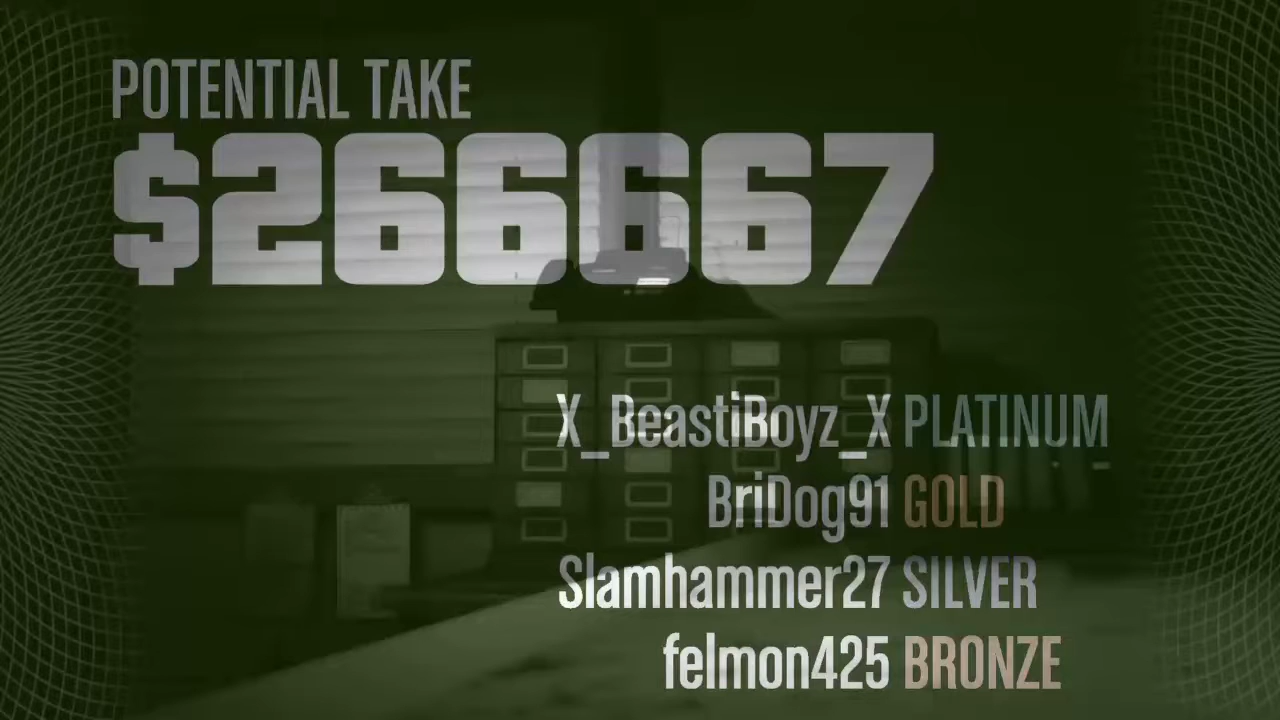 POTENTIAL TAKE
$266667
X_BeastiBoyz_X PLATINUM
BriDog91 GOLD
Slamhammer27 SILVER
felmon425 BRONZE